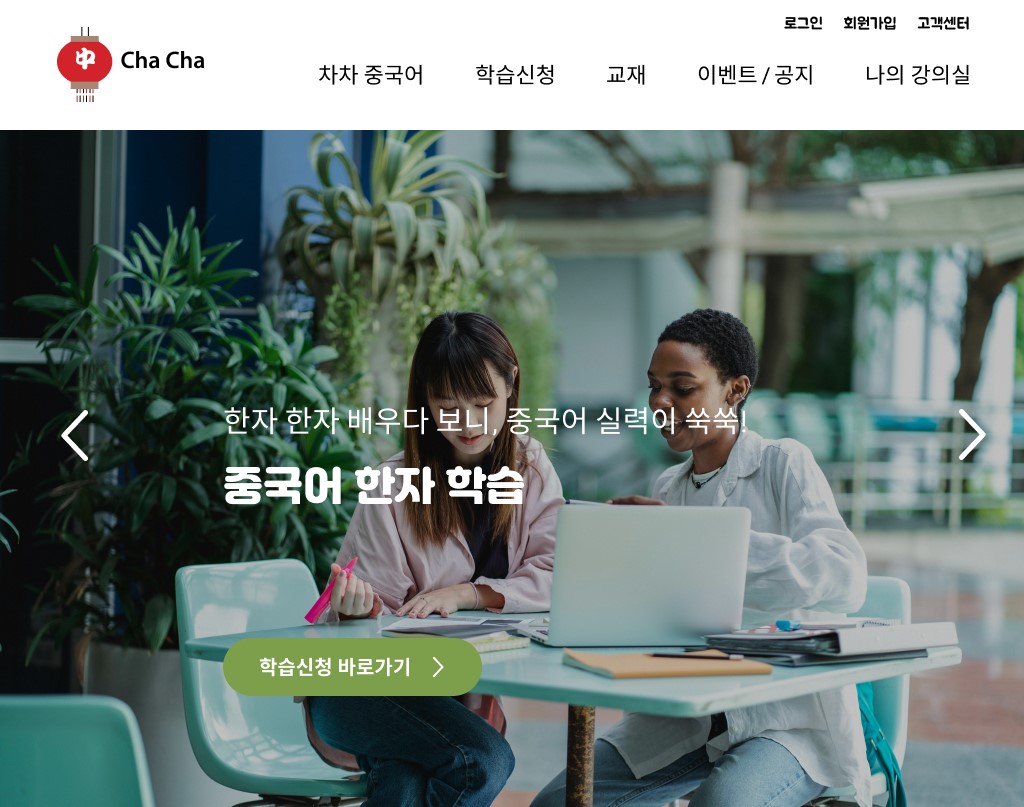 로그인 회원가입 고객센터
中 Cha Cha
차차 중국어 학습신청 교재 이벤트 / 공지 나의 강의실
한자 한자 배우다 보니, 중국어 실력이 쑥쑥!
중국어 한자 학습
학습신청 바로가기